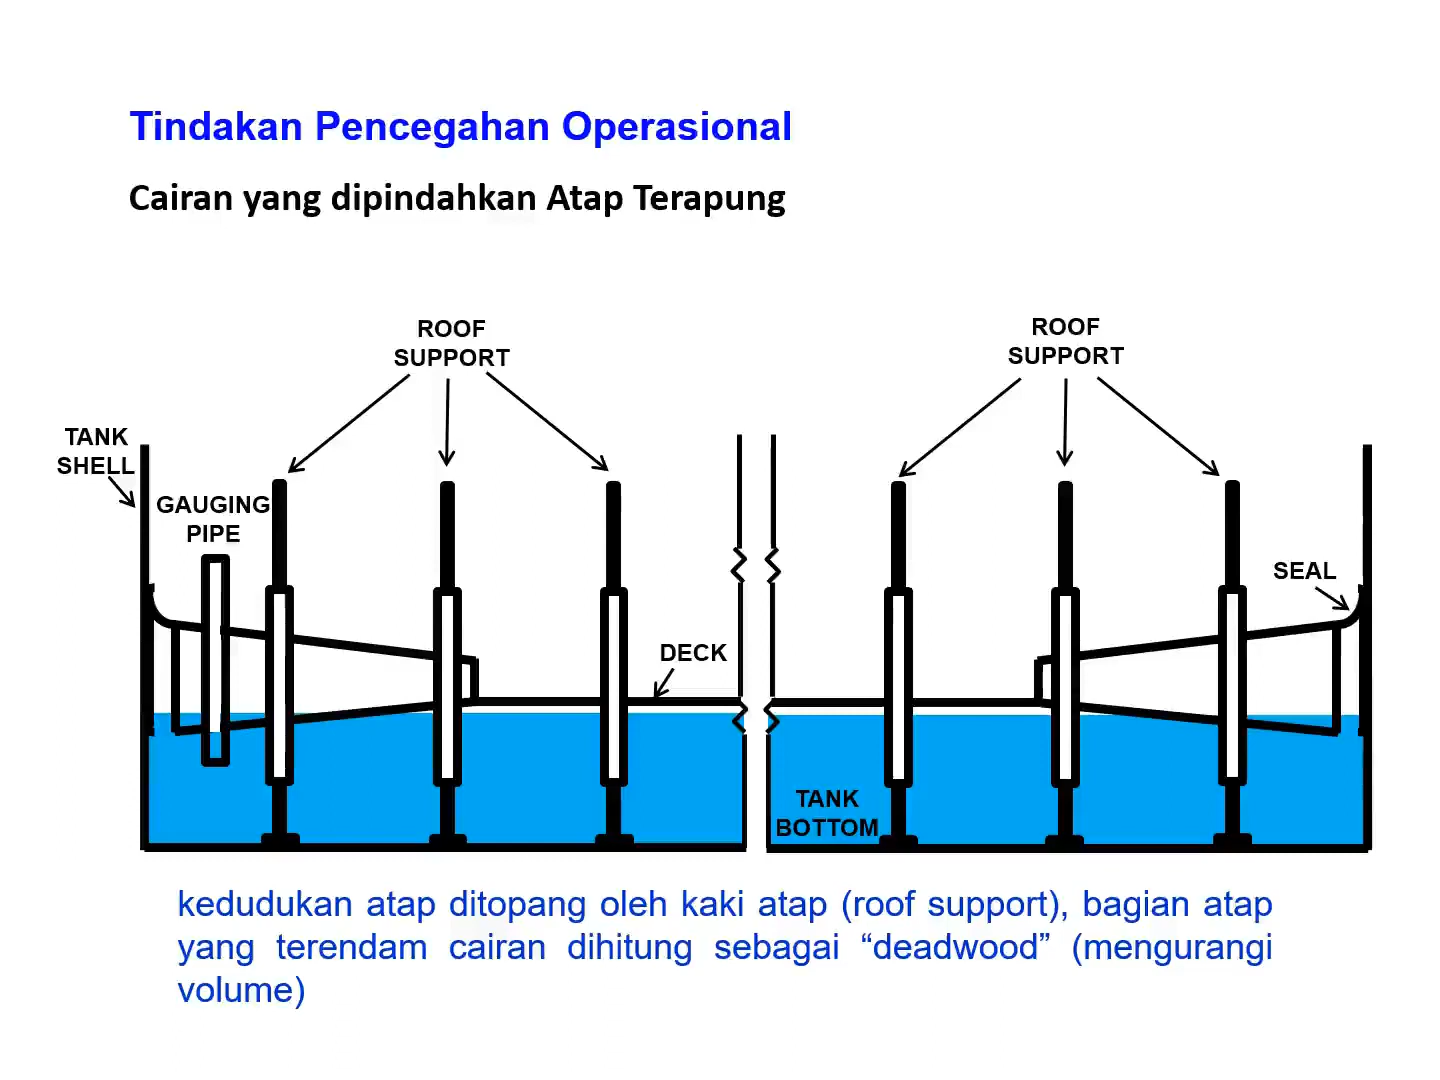 Tindakan Pencegahan Operasional
Cairan yang dipindahkan Atap Terapung
ROOF
SUPPORT
ROOF
SUPPORT
TANK
SHELL
GAUGING
PIPE
SEAL
DECK
TANK
BOTTOM
kedudukan atap ditopang oleh kaki atap (roof support), bagian atap
yang terendam cairan dihitung sebagai “deadwood” (mengurangi
volume)